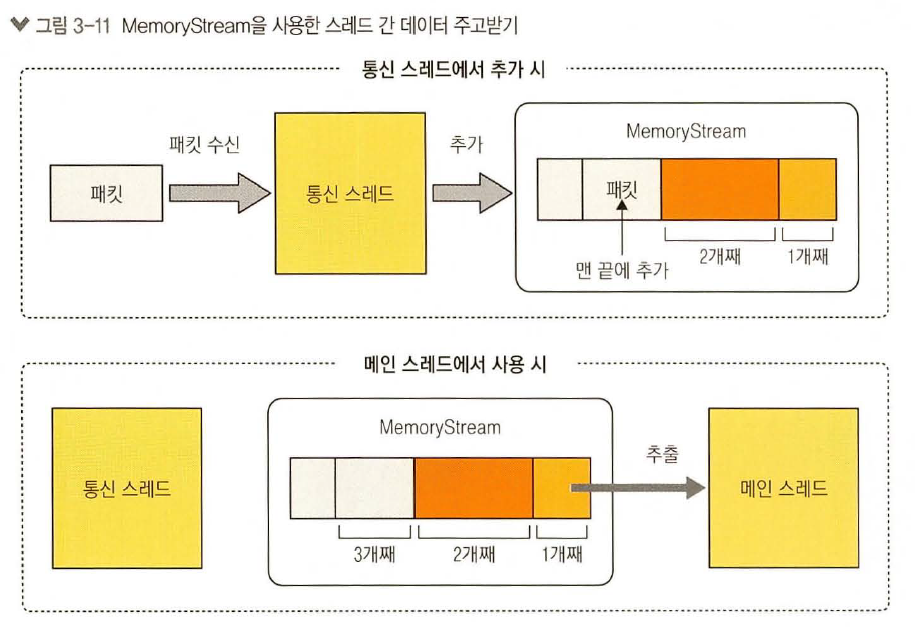 그림 3-11 MemoryStream을 사용한 스레드 간 데이터 주고받기
통신 스레드에서 추가 시
MemoryStream
패킷 수신
추가
패킷
통신 스레드
패킷
2개째
1개째
맨 끝에 추가
메인 스레드에서 사용 시
MemoryStream
추출
통신 스레드
메인 스레드
3개째
2개째
1개째